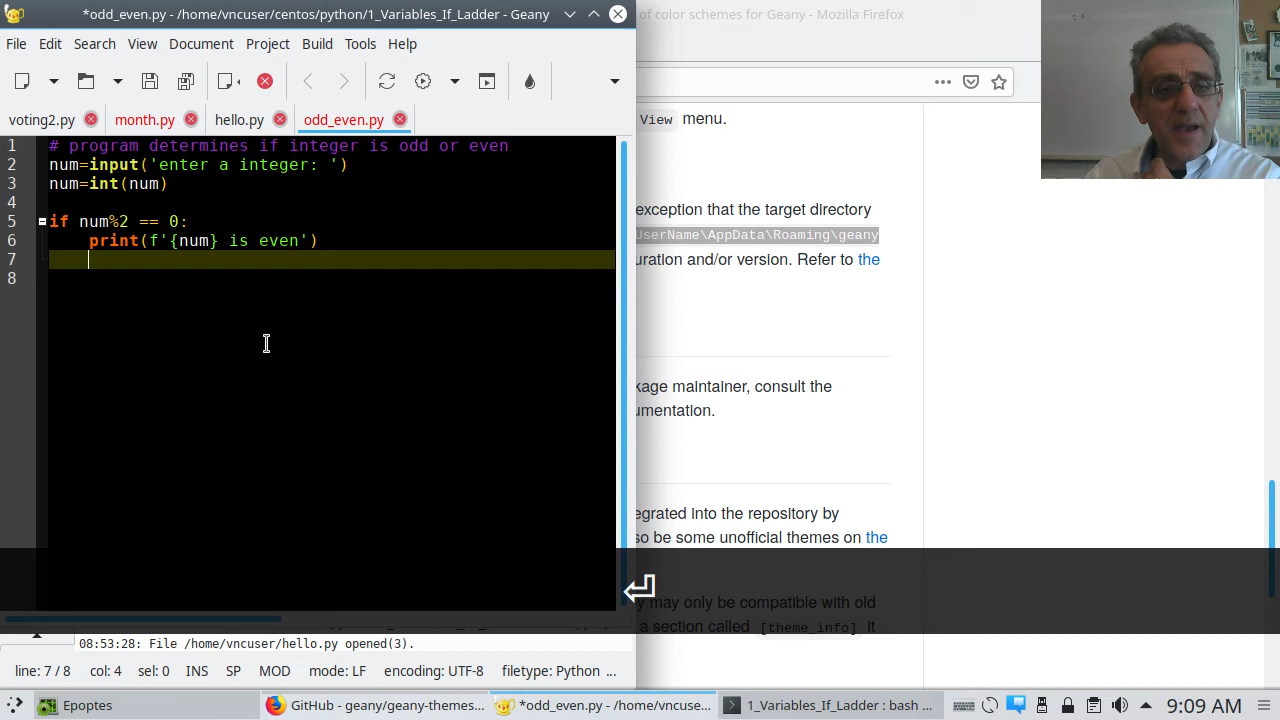 *odd_even.py - /home/vncuser/centos/python/1_Variables_If_Ladder - Geany
of color schemes for Geany - Mozilla Firefox
File Edit Search View Document Project Build Tools Help
voting2.py month.py hello.py odd_even.py
View menu.
1 # program determines if integer is odd or even
2 num=input('enter a integer: ')
3 num=int(num)
4
5 if num%2 == 0:
6 print(f'{num} is even')
7
8
exception that the target directory
UserName\AppData\Roaming\geany
uration and/or version. Refer to the
kage maintainer, consult the
umentation.
egrated into the repository by
so be some unofficial themes on the
y may only be compatible with old
a section called [theme_info] It
08:53:28: File /home/vncuser/hello.py opened(3).
line: 7 / 8 col: 4 sel: 0 INS SP MOD mode: LF encoding: UTF-8 filetype: Python ...
Epoptes GitHub - geany/geany-themes... *odd_even.py - /home/vncuse... 1_Variables_If_Ladder : bash ... 9:09 AM